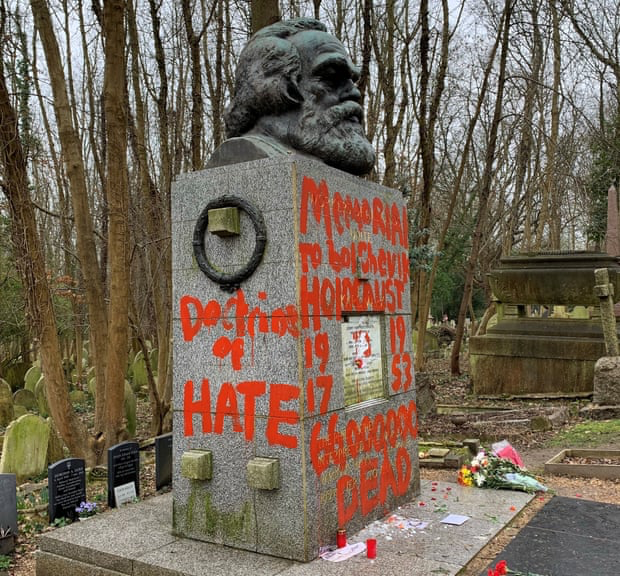 Doctrine
of
HATE
MemoRIAL
To bolsheviK
HOLOCAUST
19 19
17 53
66,000,000
DEAD